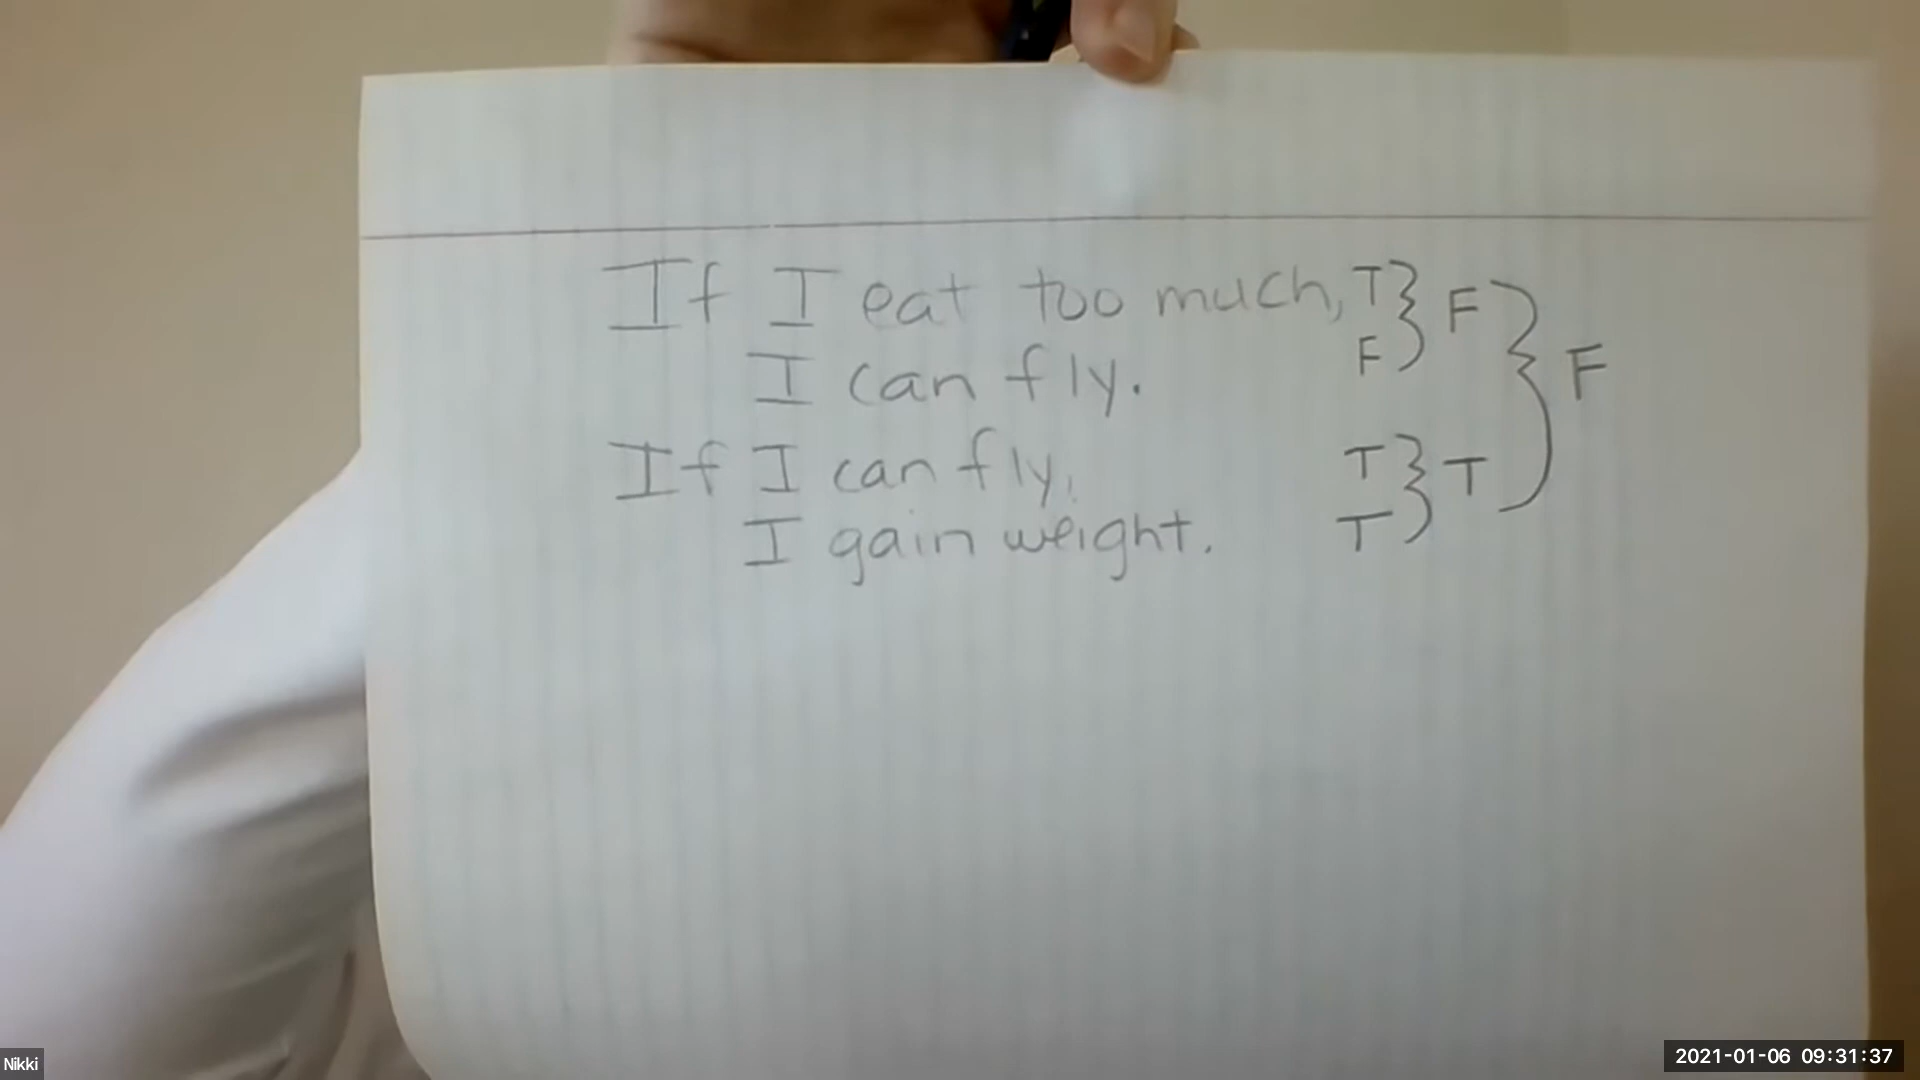 If I eat too much, T } F
I can fly. F } F
If I can fly, T } T
I gain weight. T
Nikki
2021-01-06 09:31:37